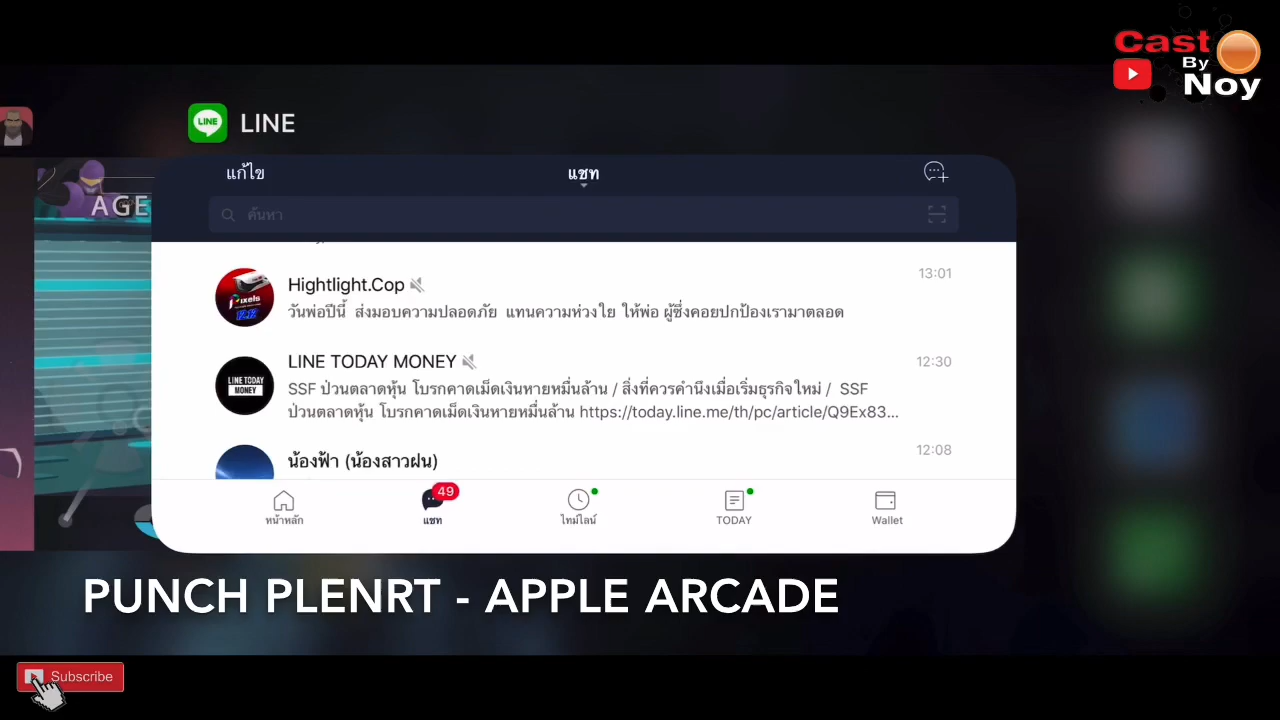 Cast
By
Noy
LINE
LINE
แก้ไข
แชท
AGE
ค้นหา
13:01
Hightlight.Cop
วันพ่อปีนี้ ส่งมอบความปลอดภัย แทนความห่วงใย ให้พ่อ ผู้ซึ่งคอยปกป้องเรามาตลอด
Pixels
12.12
LINE TODAY MONEY
12:30
LINE TODAY
MONEY
SSF ป่วนตลาดหุ้น โบรกคาดเม็ดเงินหายหมื่นล้าน / สิ่งที่ควรคำนึงเมื่อเริ่มธุรกิจใหม่ / SSF
ป่วนตลาดหุ้น โบรกคาดเม็ดเงินหายหมื่นล้าน https://today.line.me/th/pc/article/Q9Ex83...
12:08
น้องฟ้า (น้องสาวฝน)
49
หน้าหลัก
แชท
ไทม์ไลน์
TODAY
Wallet
PUNCH PLENRT - APPLE ARCADE
Subscribe